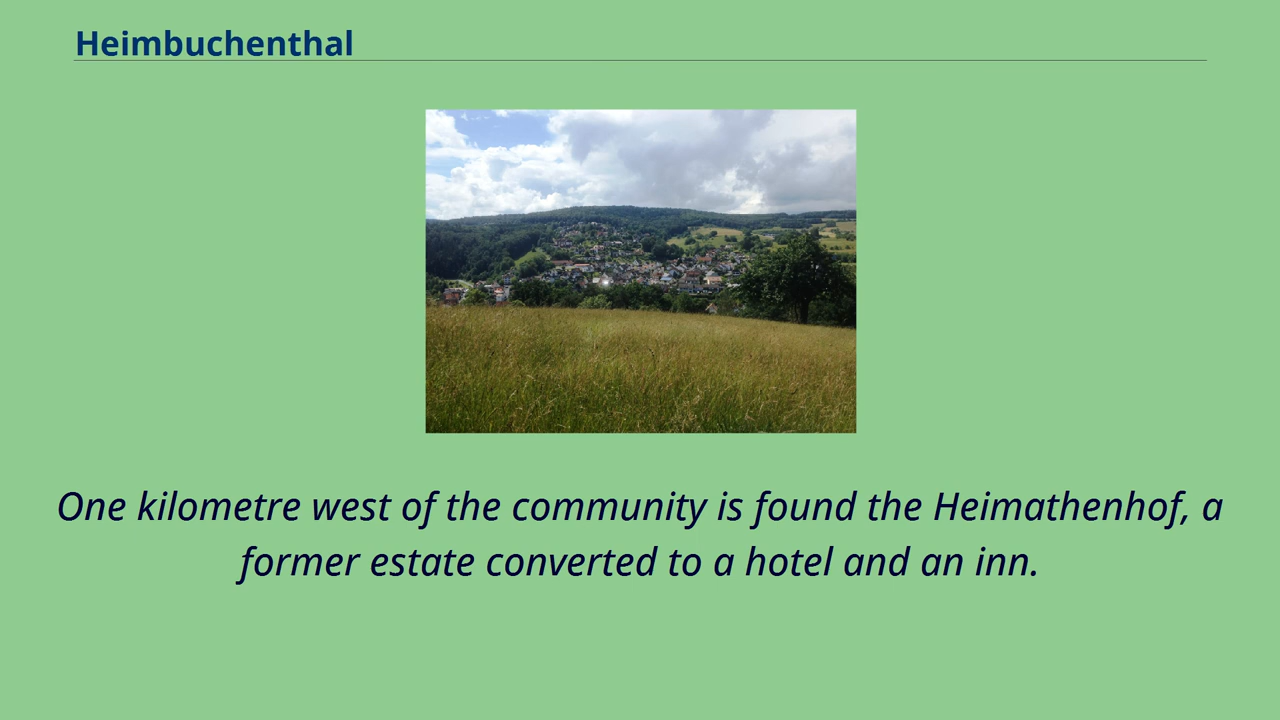 Heimbuchenthal
One kilometre west of the community is found the Heimathenhof, a
former estate converted to a hotel and an inn.